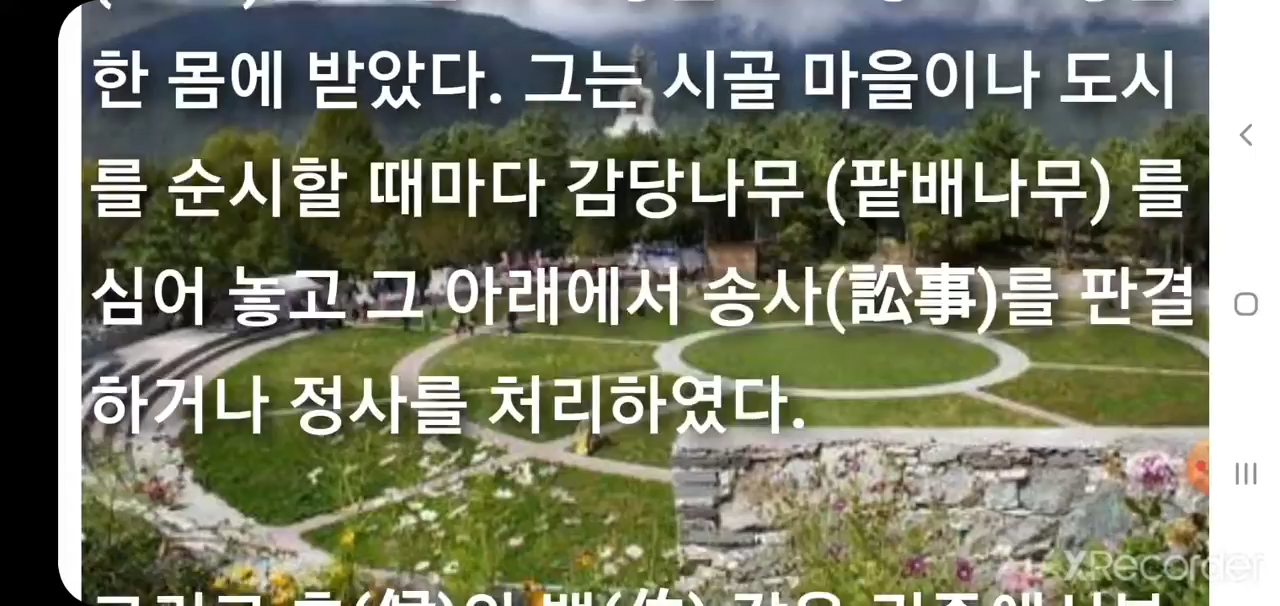 한 몸에 받았다. 그는 시골 마을이나 도시
를 순시할 때마다 감당나무 (팥배나무) 를
심어 놓고 그 아래에서 송사(訟事)를 판결
하거나 정사를 처리하였다.
XRecorder